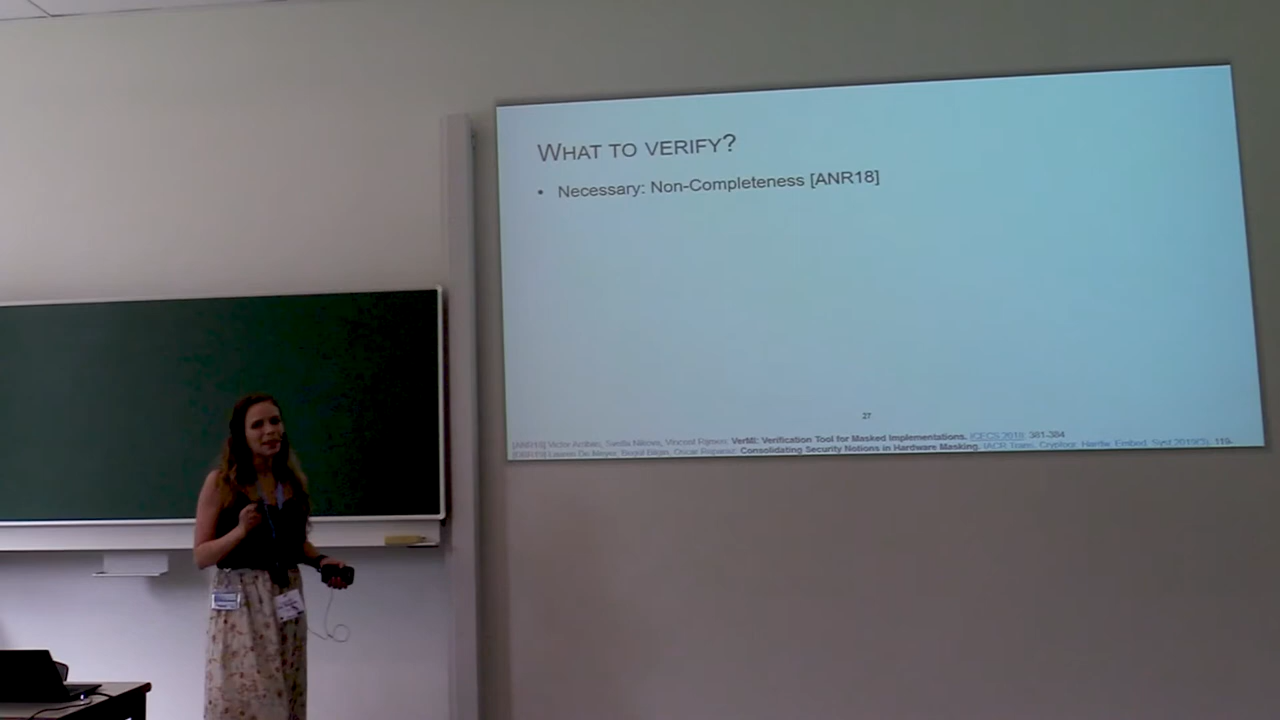 WHAT TO VERIFY?
• Necessary: Non-Completeness [ANR18]
27
[ANR18] Victor Arribas, Svetla Nikova, Vincent Rijmen: VerMI: Verification Tool for Masked Implementations. ICECS 2018: 381-384
Lauren De Meyer, Begül Bilgin, Oscar Reparaz: Consolidating Security Notions in Hardware Masking. IACR Trans. Cryptogr. Hardw. Embed. Syst. 2019(3): 119-